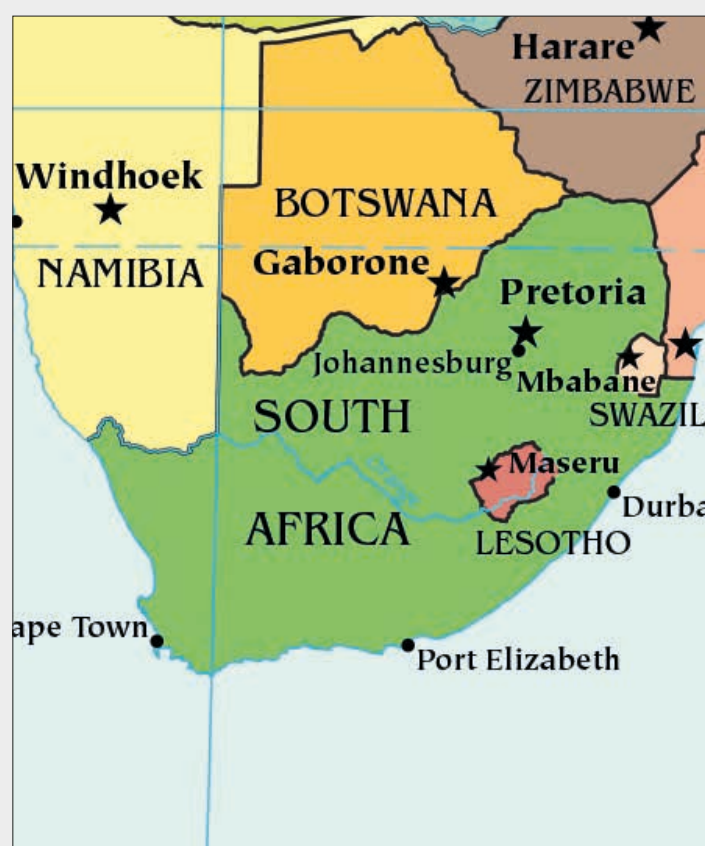 Harare
ZIMBABWE
Windhoek
BOTSWANA
NAMIBIA
Gaborone
Pretoria
Johannesburg
Mbabane
SOUTH
SWAZIL
Maseru
Durba
AFRICA
LESOTHO
ape Town
Port Elizabeth